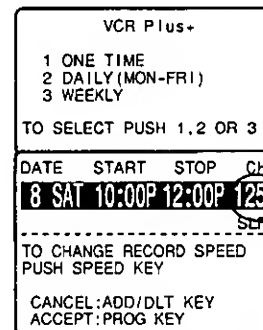 VCR Plus+
1 ONE TIME
2 DAILY(MON-FRI)
3 WEEKLY
TO SELECT PUSH 1,2 OR 3
DATE START STOP CH
8 SAT 10:00P 12:00P 125
TO CHANGE RECORD SPEED
PUSH SPEED KEY
CANCEL:ADD/DLT KEY
ACCEPT:PROG KEY